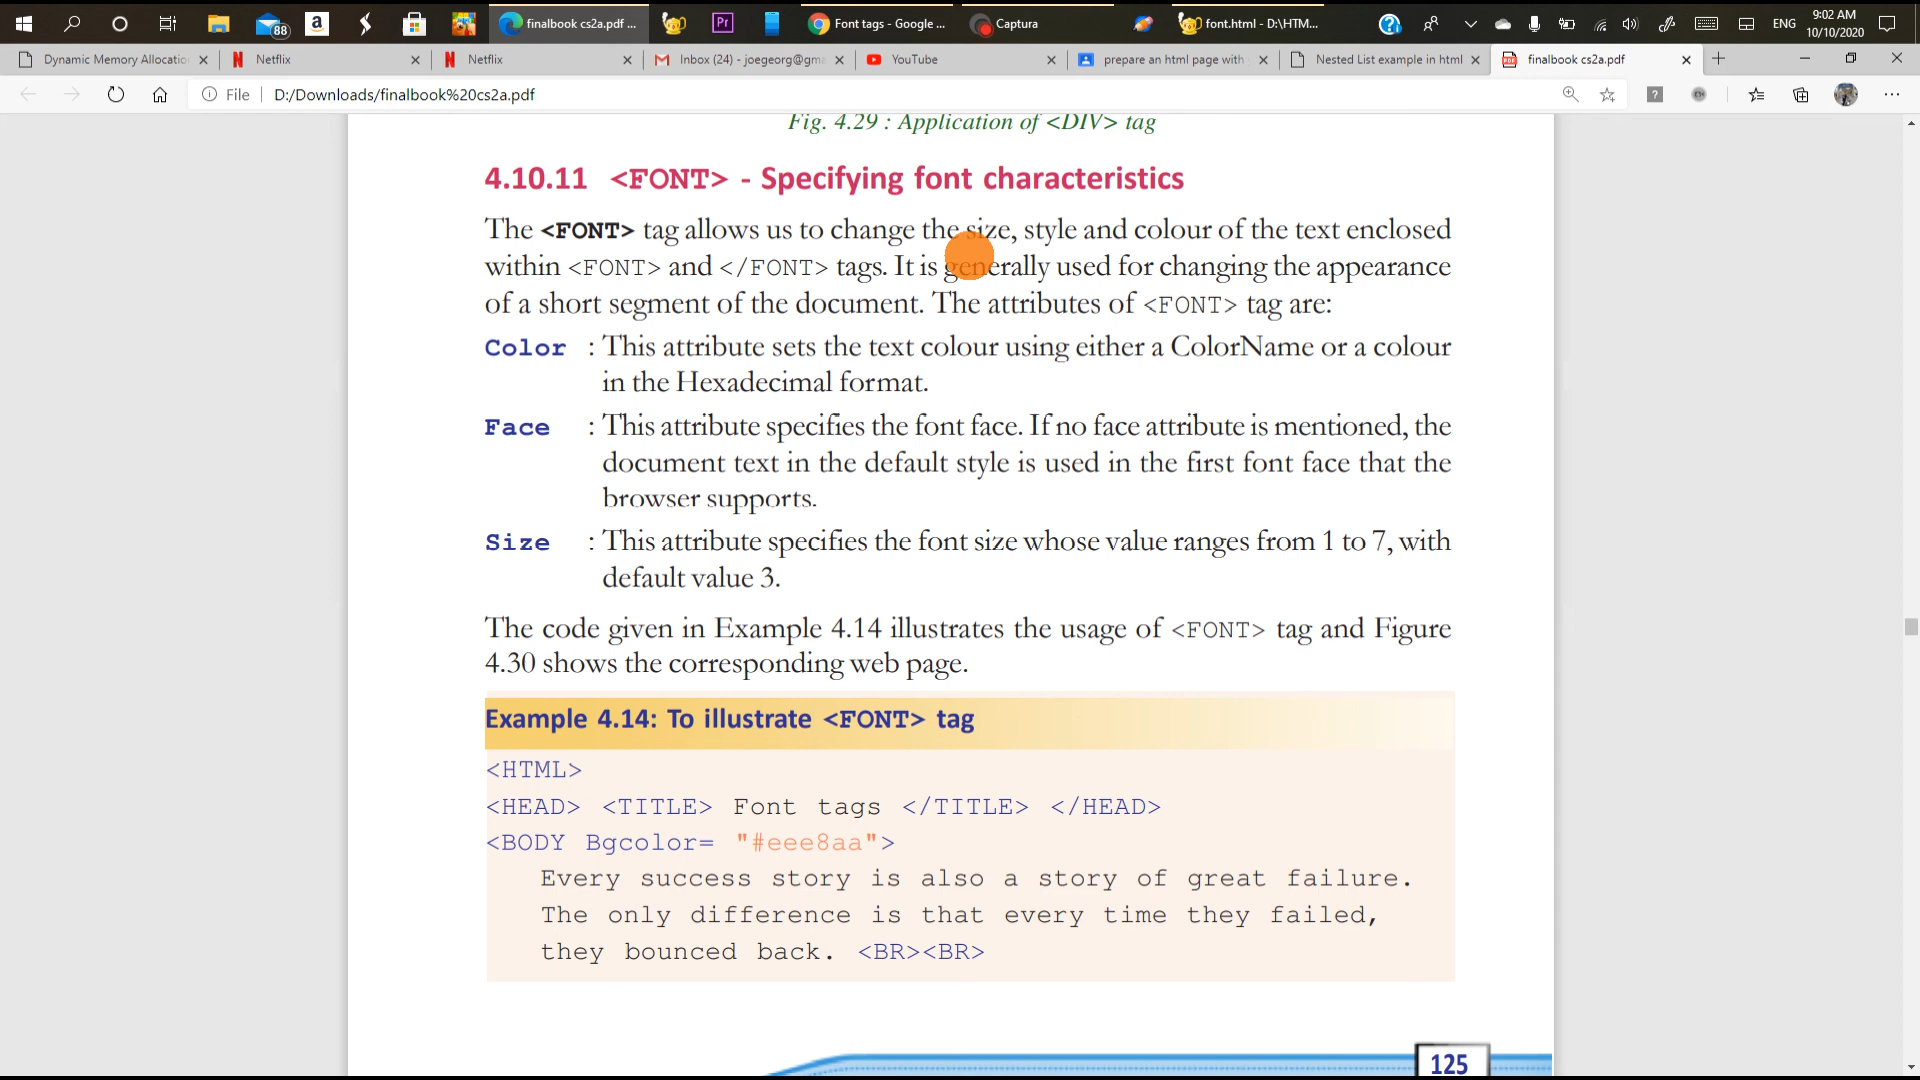 88
finalbook cs2a.pdf ...
Pr
Font tags - Google ...
Captura
font.html - D:\HTM...
ENG
9:02 AM
10/10/2020
Dynamic Memory Allocatio
Netflix
Netflix
Inbox (24) - joegeorg@gma
YouTube
prepare an html page with
Nested List example in html
finalbook cs2a.pdf
File
D:/Downloads/finalbook%20cs2a.pdf
Fig. 4.29 : Application of <DIV> tag
4.10.11 <FONT> - Specifying font characteristics
The <FONT> tag allows us to change the size, style and colour of the text enclosed
within <FONT> and </FONT> tags. It is generally used for changing the appearance
of a short segment of the document. The attributes of <FONT> tag are:
Color : This attribute sets the text colour using either a ColorName or a colour
in the Hexadecimal format.
Face : This attribute specifies the font face. If no face attribute is mentioned, the
document text in the default style is used in the first font face that the
browser supports.
Size : This attribute specifies the font size whose value ranges from 1 to 7, with
default value 3.
The code given in Example 4.14 illustrates the usage of <FONT> tag and Figure
4.30 shows the corresponding web page.
Example 4.14: To illustrate <FONT> tag
<HTML>
<HEAD> <TITLE> Font tags </TITLE> </HEAD>
<BODY Bgcolor= "#eee8aa">
Every success story is also a story of great failure.
The only difference is that every time they failed,
they bounced back. <BR><BR>
125